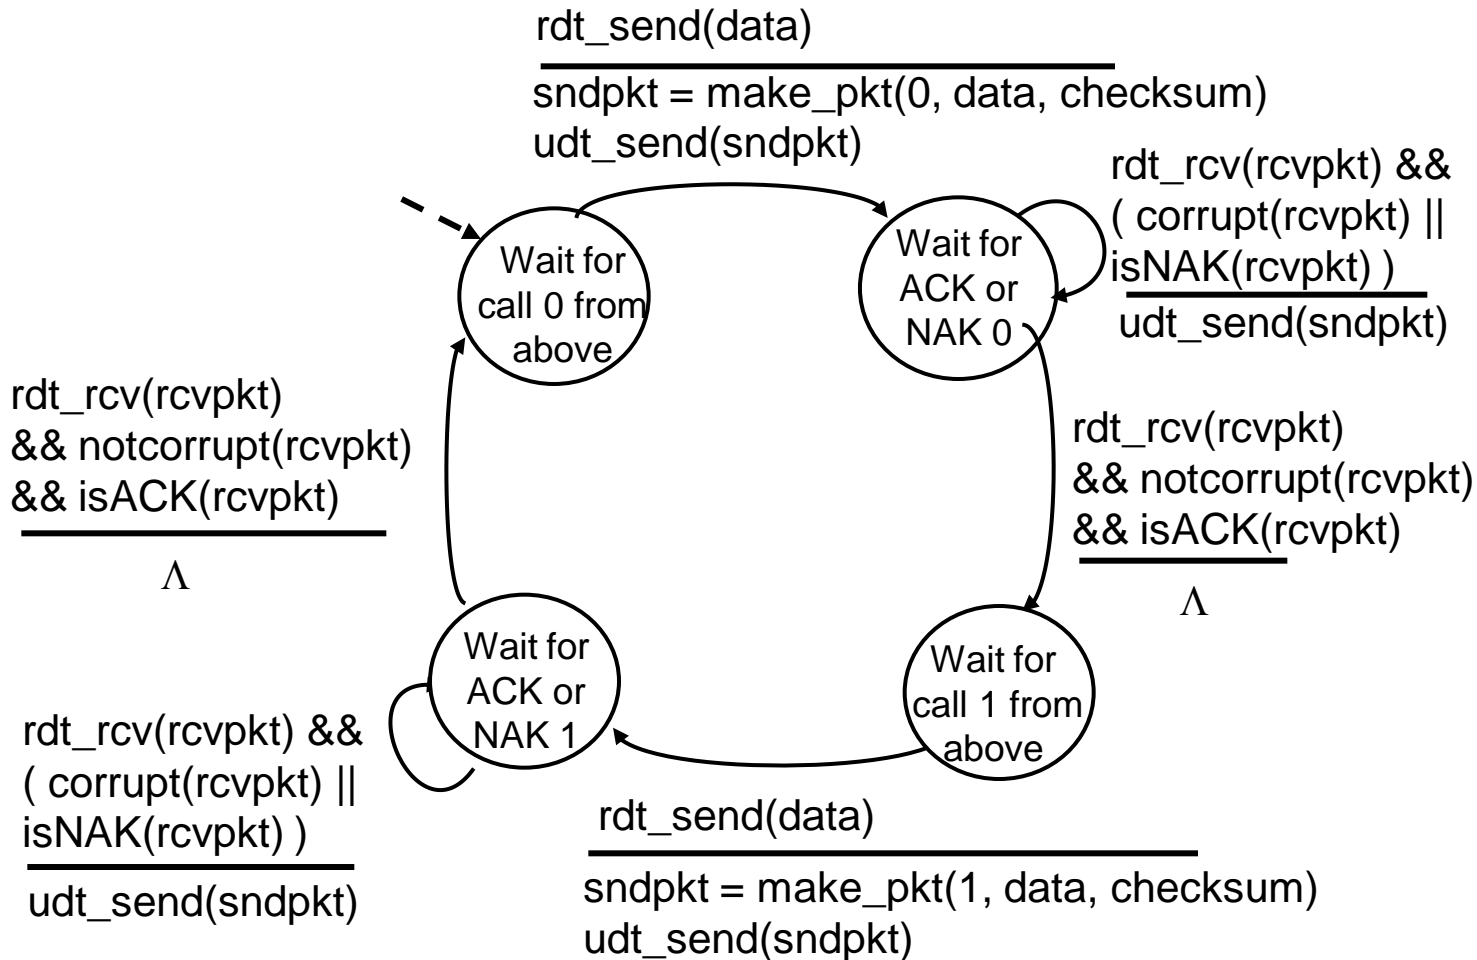 rdt_send(data)
sndpkt = make_pkt(0, data, checksum)
udt_send(sndpkt)
rdt_rcv(rcvpkt) &&
( corrupt(rcvpkt) ||
isNAK(rcvpkt) )
udt_send(sndpkt)
Wait for
call 0 from
above
Wait for
ACK or
NAK 0
rdt_rcv(rcvpkt)
&& notcorrupt(rcvpkt)
&& isACK(rcvpkt)
Λ
rdt_rcv(rcvpkt)
&& notcorrupt(rcvpkt)
&& isACK(rcvpkt)
Λ
Wait for
ACK or
NAK 1
Wait for
call 1 from
above
rdt_rcv(rcvpkt) &&
( corrupt(rcvpkt) ||
isNAK(rcvpkt) )
udt_send(sndpkt)
rdt_send(data)
sndpkt = make_pkt(1, data, checksum)
udt_send(sndpkt)